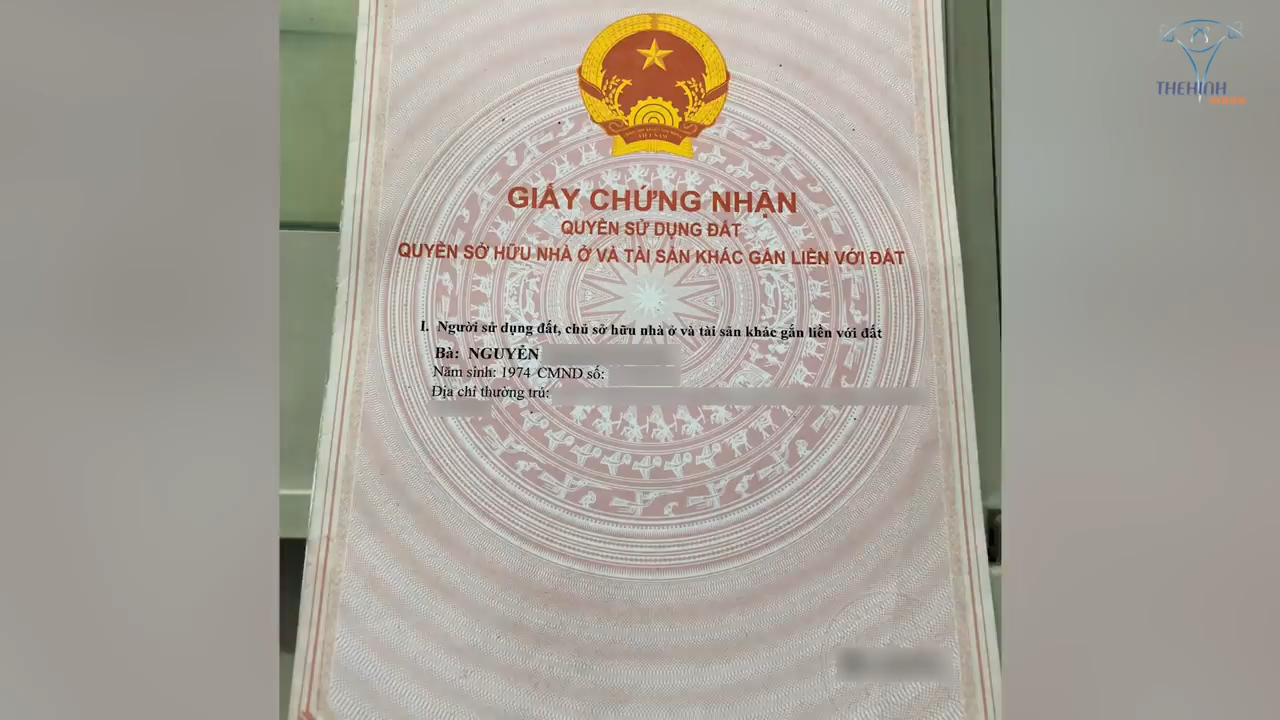 THEHINH
GIẤY CHỨNG NHẬN
QUYỀN SỬ DỤNG ĐẤT
QUYỀN SỞ HỮU NHÀ Ở VÀ TÀI SẢN KHÁC GẮN LIỀN VỚI ĐẤT
I. Người sử dụng đất, chủ sở hữu nhà ở và tài sản khác gắn liền với đất
Bà: NGUYỄN
Năm sinh: 1974 CMND số:
Địa chỉ thường trú: